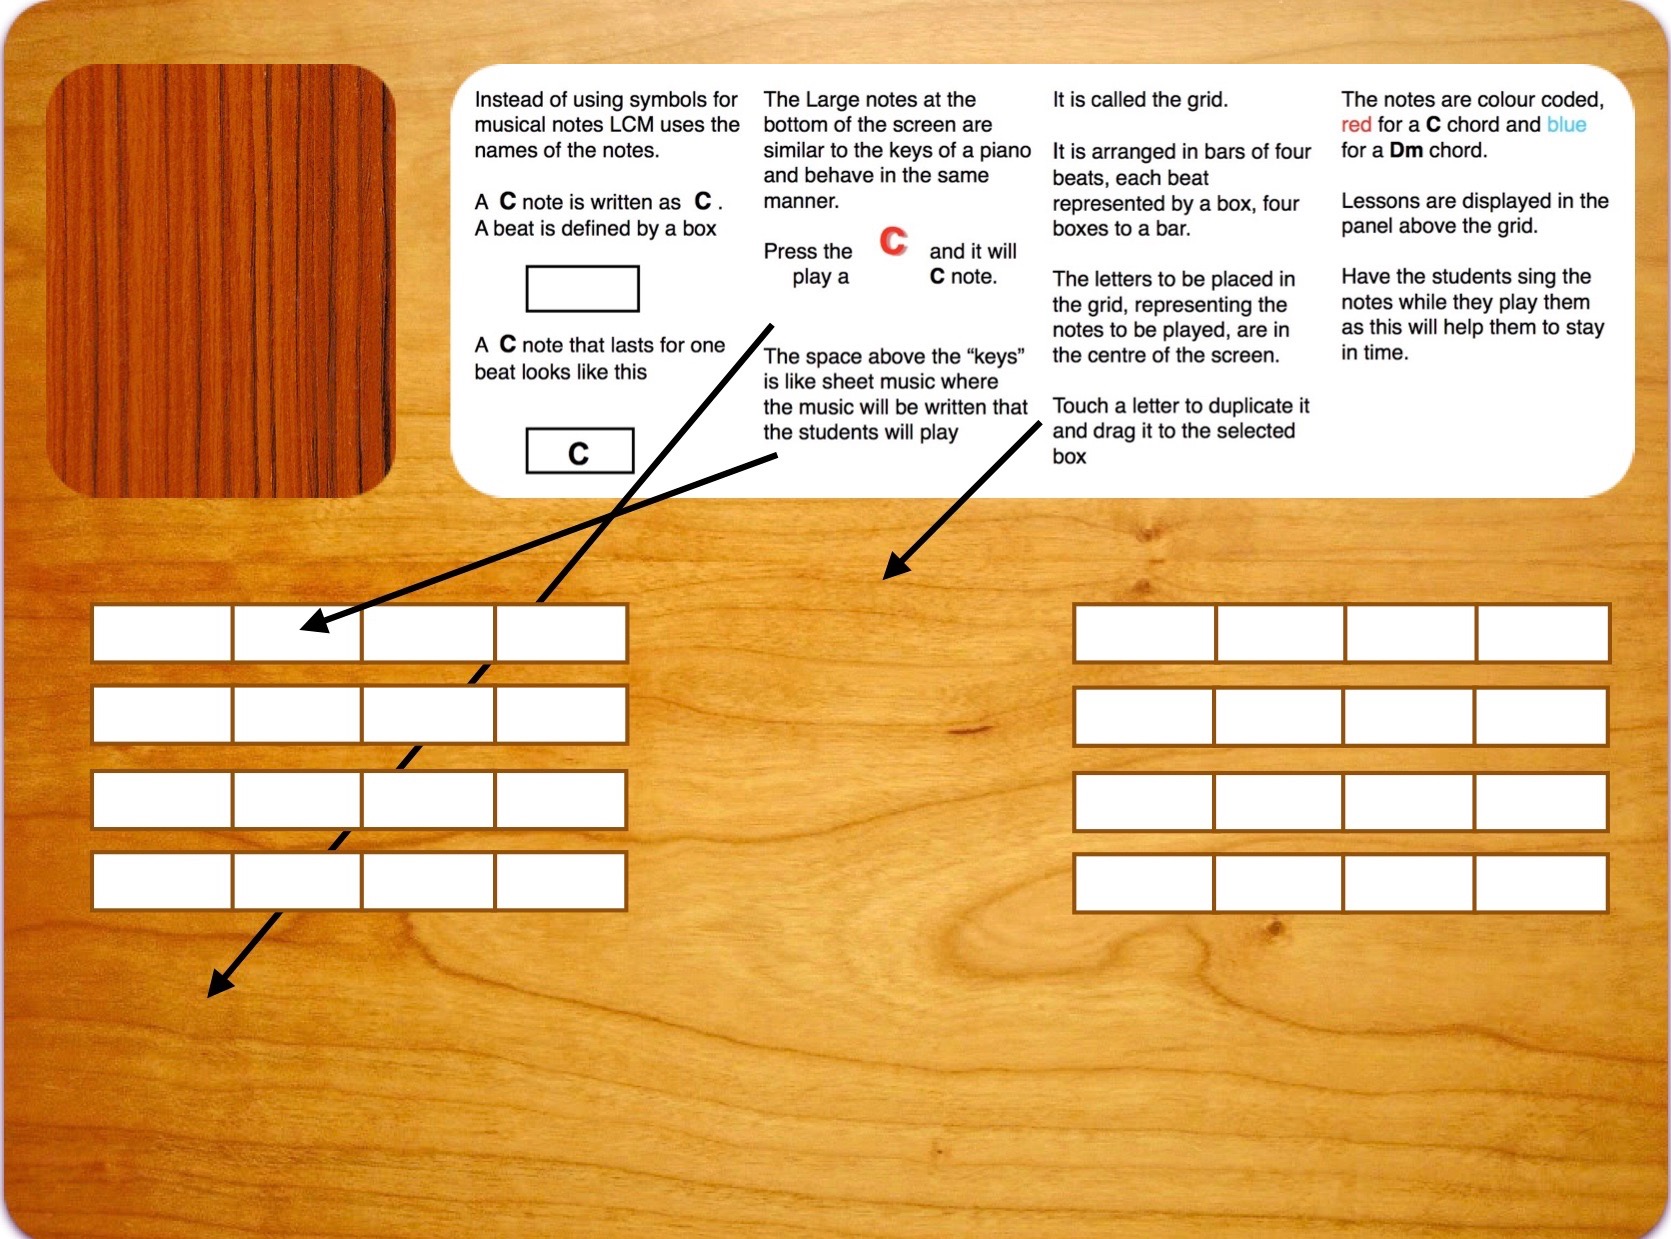 Instead of using symbols for
musical notes LCM uses the
names of the notes.
A C note is written as C .
A beat is defined by a box
A C note that lasts for one
beat looks like this
C
The Large notes at the
bottom of the screen are
similar to the keys of a piano
and behave in the same
manner.
Press the C and it will
play a C note.
The space above the “keys”
is like sheet music where
the music will be written that
the students will play
It is called the grid.
It is arranged in bars of four
beats, each beat
represented by a box, four
boxes to a bar.
The letters to be placed in
the grid, representing the
notes to be played, are in
the centre of the screen.
Touch a letter to duplicate it
and drag it to the selected
box
The notes are colour coded,
red for a C chord and blue
for a Dm chord.
Lessons are displayed in the
panel above the grid.
Have the students sing the
notes while they play them
as this will help them to stay
in time.